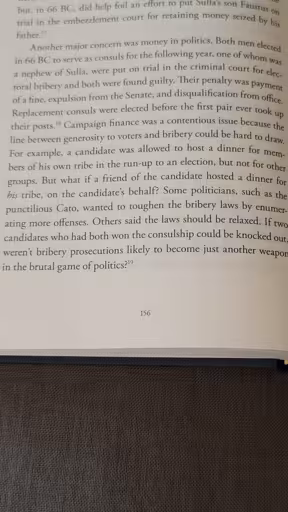 but, in 66 BC, did help foil an effort to put Sulla's son Faustus on
trial in the embezzlement court for retaining money seized by his
father.
Another major concern was money in politics. Both men elected
in 66 BC to serve as consuls for the following year, one of whom was
a nephew of Sulla, were put on trial in the criminal court for elec-
toral bribery and both were found guilty. Their penalty was payment
of a fine, expulsion from the Senate, and disqualification from office.
Replacement consuls were elected before the first pair ever took up
their posts.¹⁸ Campaign finance was a contentious issue because the
line between generosity to voters and bribery could be hard to draw.
For example, a candidate was allowed to host a dinner for mem-
bers of his own tribe in the run-up to an election, but not for other
groups. But what if a friend of the candidate hosted a dinner for
his tribe, on the candidate's behalf? Some politicians, such as the
punctilious Cato, wanted to toughen the bribery laws by enumer-
ating more offenses. Others said the laws should be relaxed. If two
candidates who had both won the consulship could be knocked out,
weren't bribery prosecutions likely to become just another weapon
in the brutal game of politics?¹⁹
156